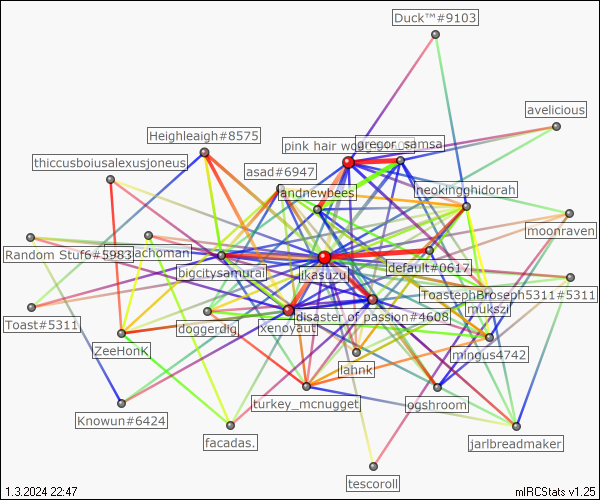 Duck™#9103
avelicious
Heighleaigh#8575
pink hair
gregor_samsa
thiccusboiusalexusjoneus
asad#6947
andnewbees
neokingghidorah
moonraven
Random Stuf6#5983
achoman
bigcitysamurai
ikasuzu
default#0617
ToastephBroseph5311#5311
mukszi
Toast#5311
doggerdig
xenoyaut
disaster of passion#4608
ZeeHonk
lahnk
mingus4742
Knowun#6424
turkey_mcnugget
ogshroom
facadas.
jarlbreadmaker
tescoroll
1.3.2024 22:47
mIRCStats v1.25